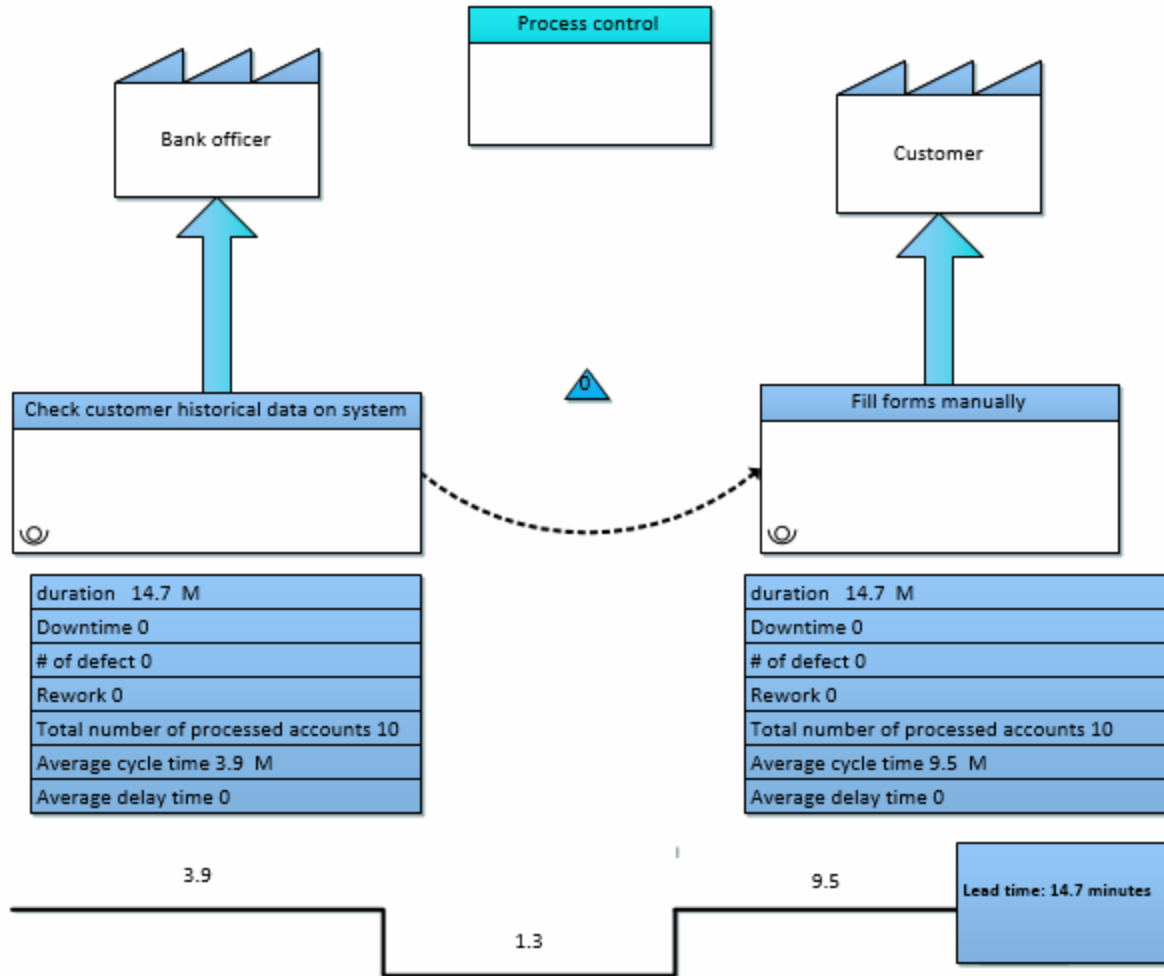 Process control
Bank officer
Customer
0
Check customer historical data on system
Fill forms manually
duration 14.7 M
Downtime 0
# of defect 0
Rework 0
Total number of processed accounts 10
Average cycle time 3.9 M
Average delay time 0
duration 14.7 M
Downtime 0
# of defect 0
Rework 0
Total number of processed accounts 10
Average cycle time 9.5 M
Average delay time 0
3.9
1.3
9.5
Lead time: 14.7 minutes